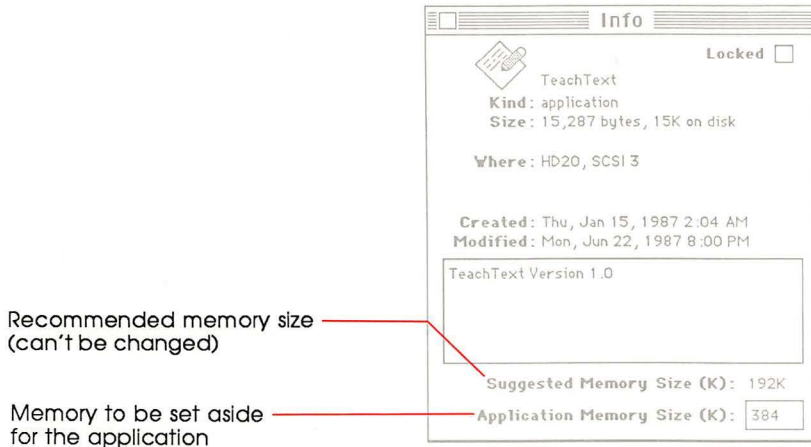 Info
Locked
TeachText
Kind: application
Size: 15,287 bytes, 15K on disk
Where: HD20, SCSI 3
Created: Thu, Jan 15, 1987 2:04 AM
Modified: Mon, Jun 22, 1987 8:00 PM
TeachText Version 1.0
Recommended memory size
(can't be changed)
Suggested Memory Size (K): 192K
Memory to be set aside
for the application
Application Memory Size (K): 384